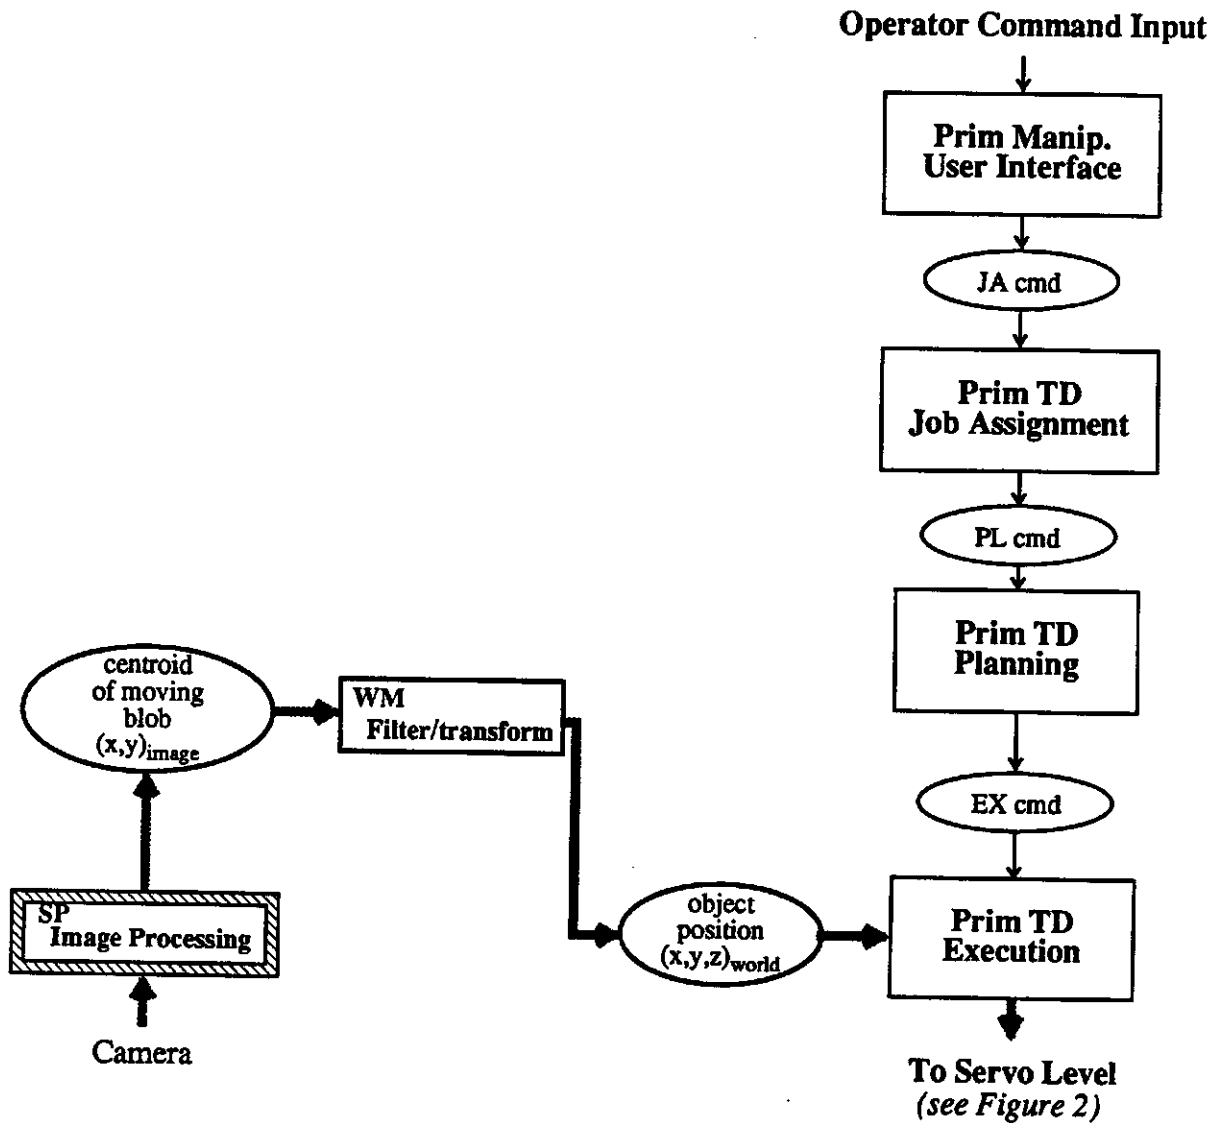 Operator Command Input
Prim Manip.
User Interface
JA cmd
Prim TD
Job Assignment
PL cmd
Prim TD
Planning
centroid
of moving
blob
(x,y)image
WM
Filter/transform
EX cmd
SP
Image Processing
object
position
(x,y,z)world
Prim TD
Execution
Camera
To Servo Level
(see Figure 2)